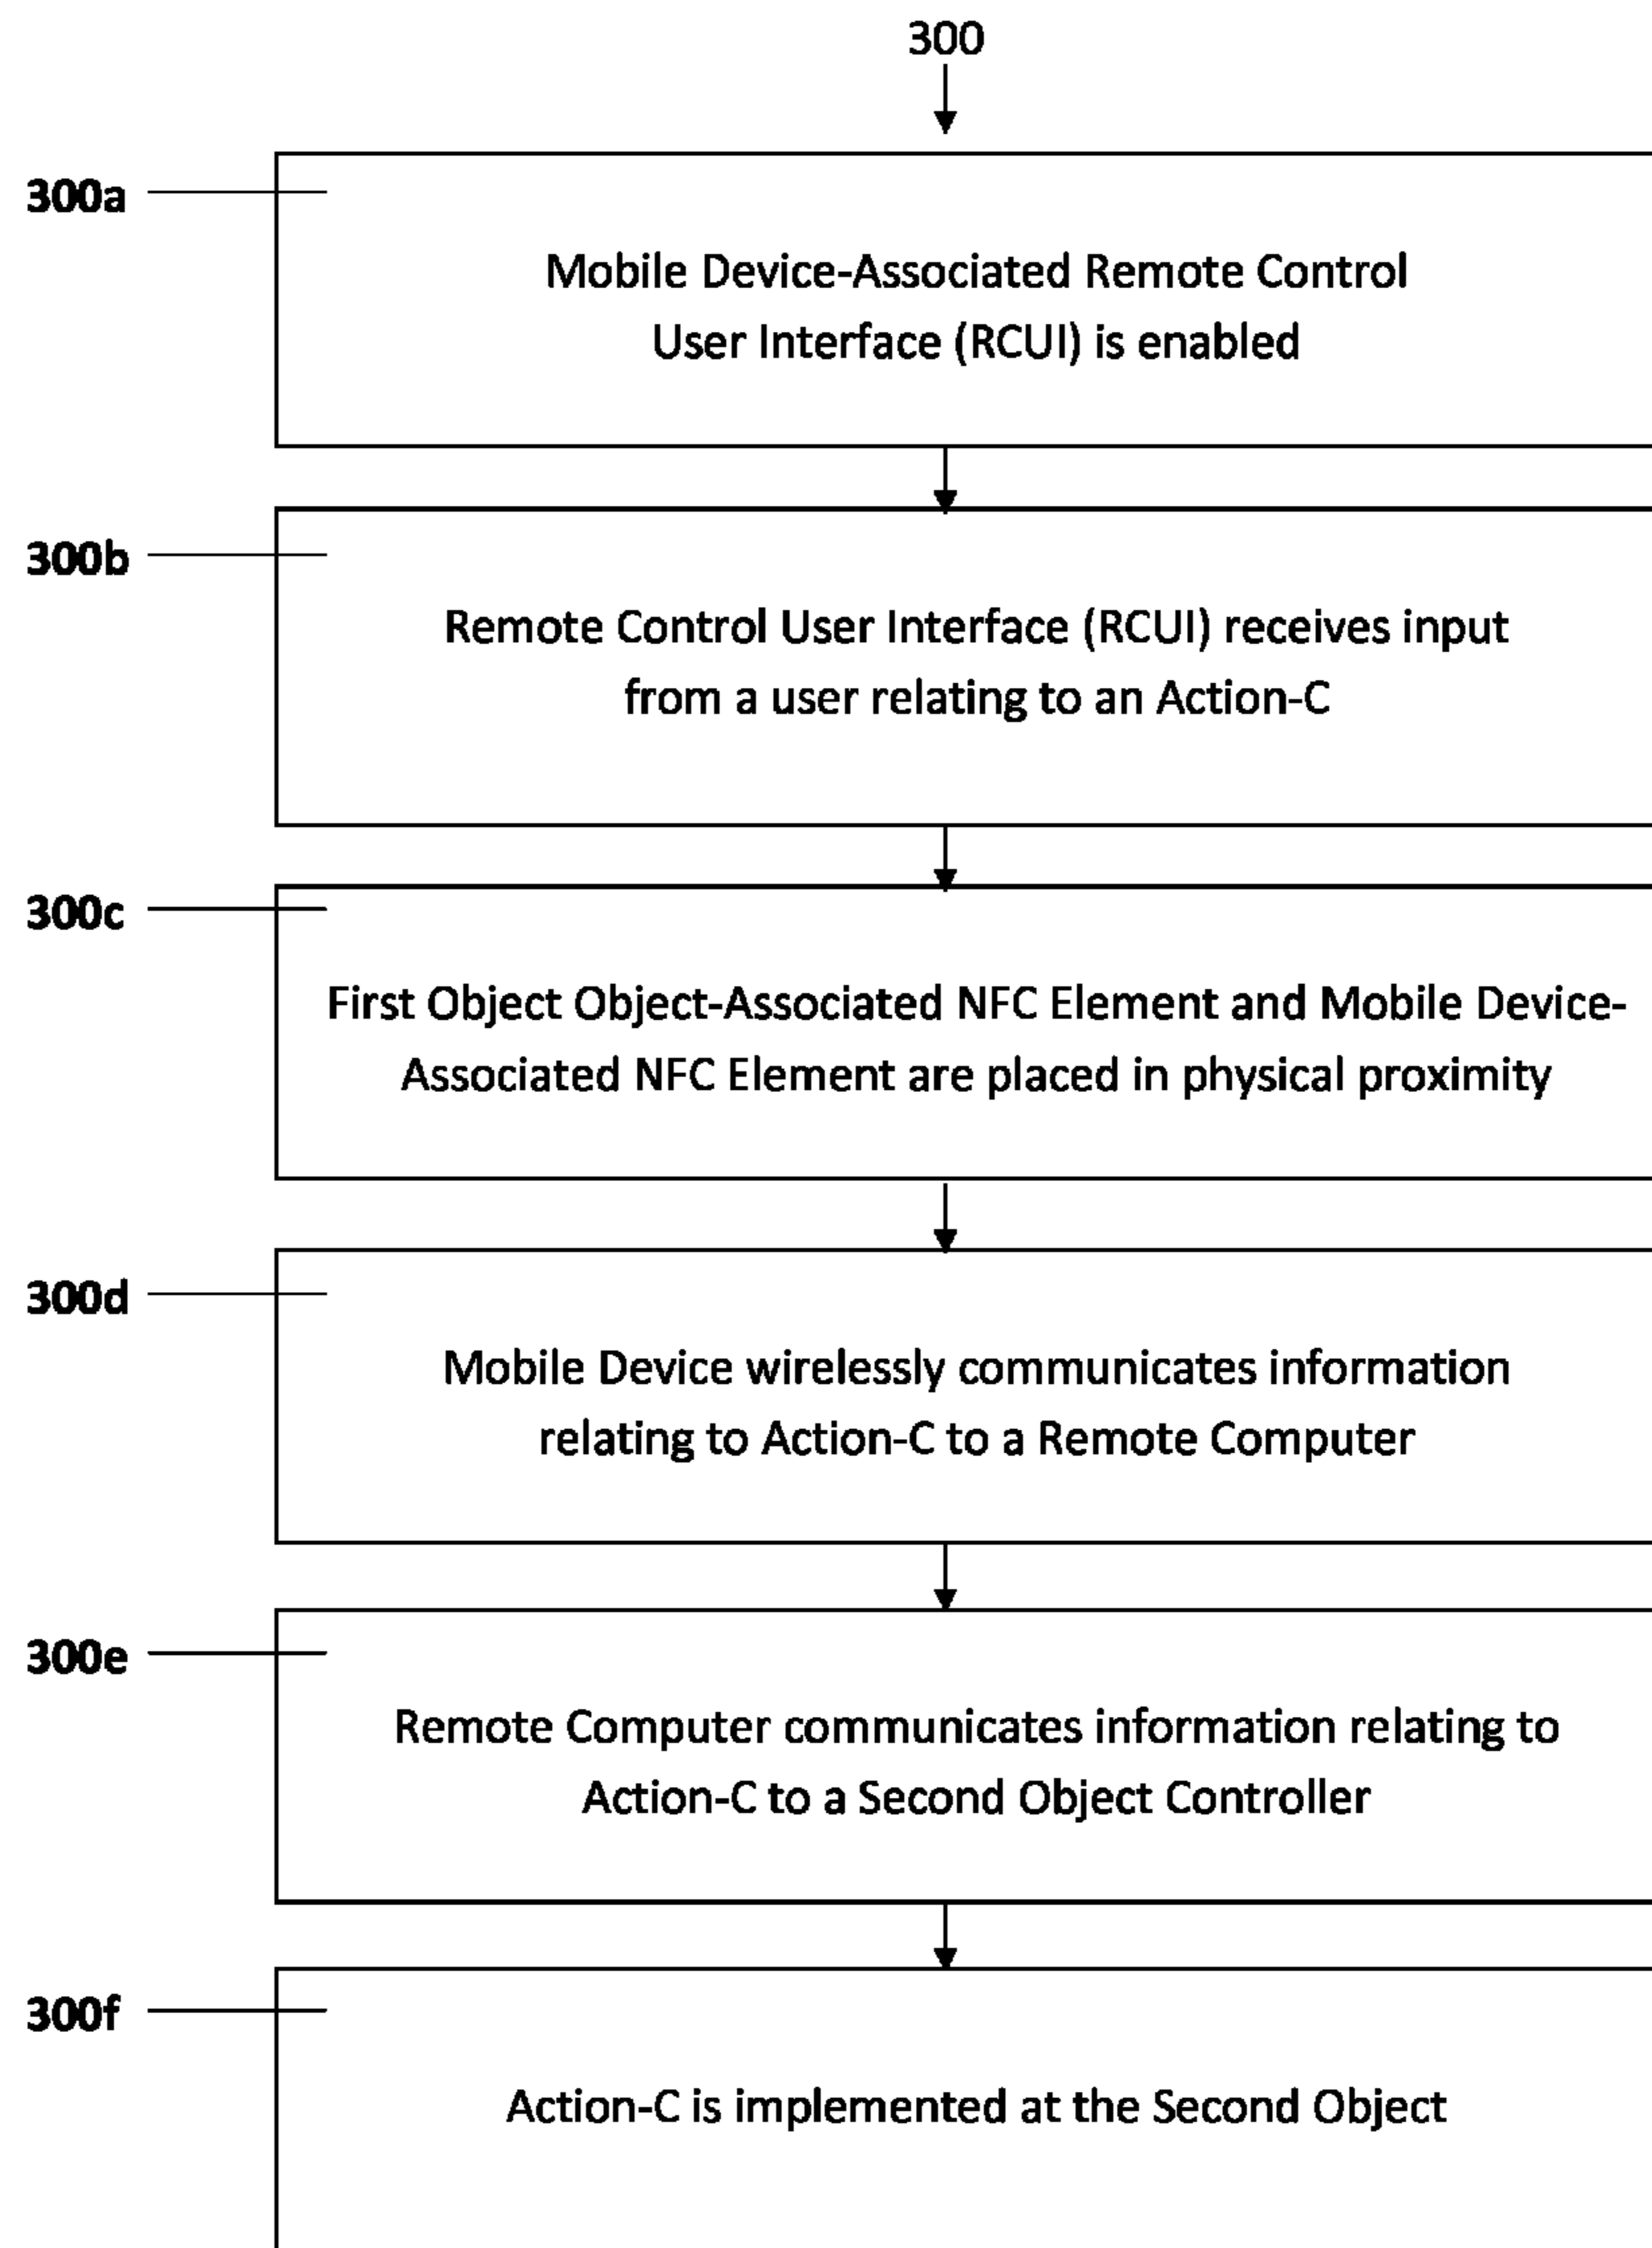 300
300a
Mobile Device-Associated Remote Control
User Interface (RCUI) is enabled
300b
Remote Control User Interface (RCUI) receives input
from a user relating to an Action-C
300c
First Object Object-Associated NFC Element and Mobile Device-
Associated NFC Element are placed in physical proximity
300d
Mobile Device wirelessly communicates information
relating to Action-C to a Remote Computer
300e
Remote Computer communicates information relating to
Action-C to a Second Object Controller
300f
Action-C is implemented at the Second Object